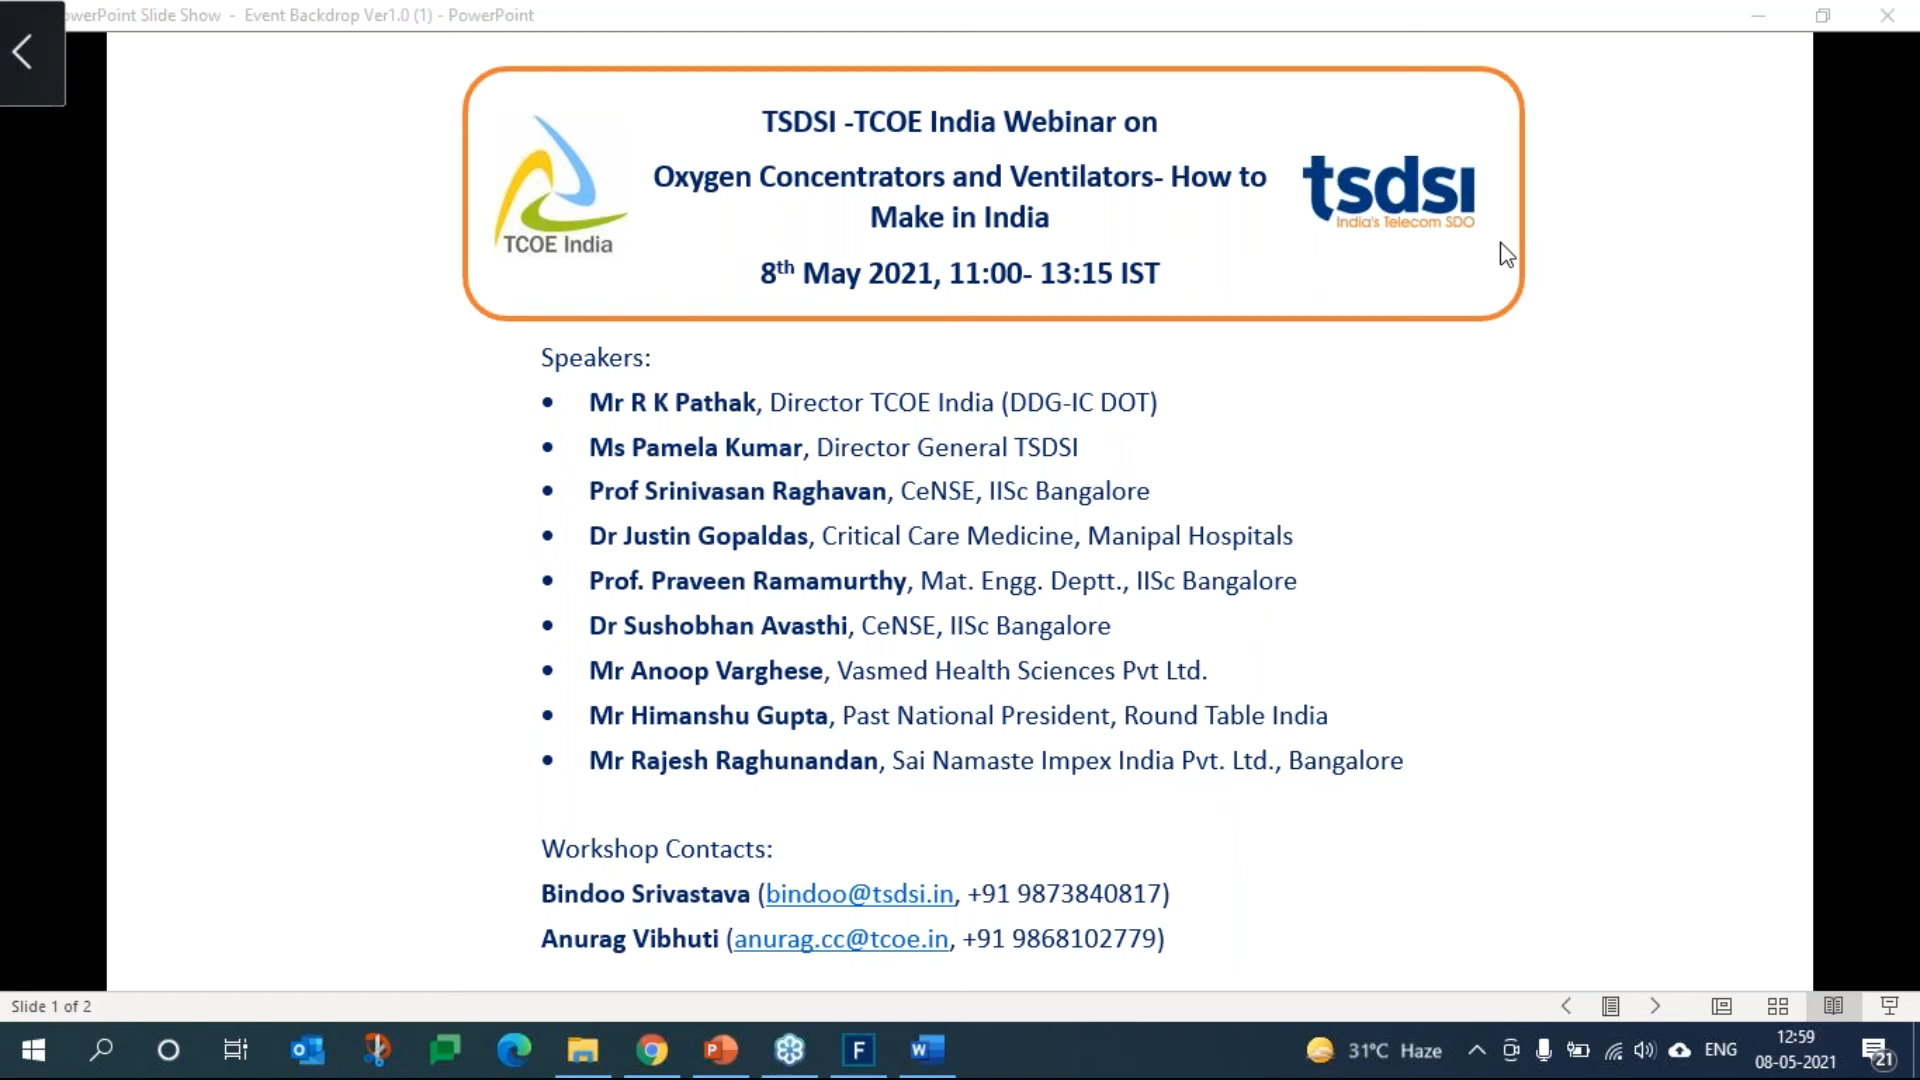 owerPoint Slide Show - Event Backdrop Ver1.0 (1) - PowerPoint
TSDSI -TCOE India Webinar on
Oxygen Concentrators and Ventilators- How to
Make in India
8th May 2021, 11:00- 13:15 IST
TCOE India
tsdsi
India's Telecom SDO
Speakers:
• Mr R K Pathak, Director TCOE India (DDG-IC DOT)
• Ms Pamela Kumar, Director General TSDSI
• Prof Srinivasan Raghavan, CeNSE, IISc Bangalore
• Dr Justin Gopaldas, Critical Care Medicine, Manipal Hospitals
• Prof. Praveen Ramamurthy, Mat. Engg. Deptt., IISc Bangalore
• Dr Sushobhan Avasthi, CeNSE, IISc Bangalore
• Mr Anoop Varghese, Vasmed Health Sciences Pvt Ltd.
• Mr Himanshu Gupta, Past National President, Round Table India
• Mr Rajesh Raghunandan, Sai Namaste Impex India Pvt. Ltd., Bangalore
Workshop Contacts:
Bindoo Srivastava (bindoo@tsdsi.in, +91 9873840817)
Anurag Vibhuti (anurag.cc@tcoe.in, +91 9868102779)
Slide 1 of 2
31°C Haze
ENG
12:59
08-05-2021
21